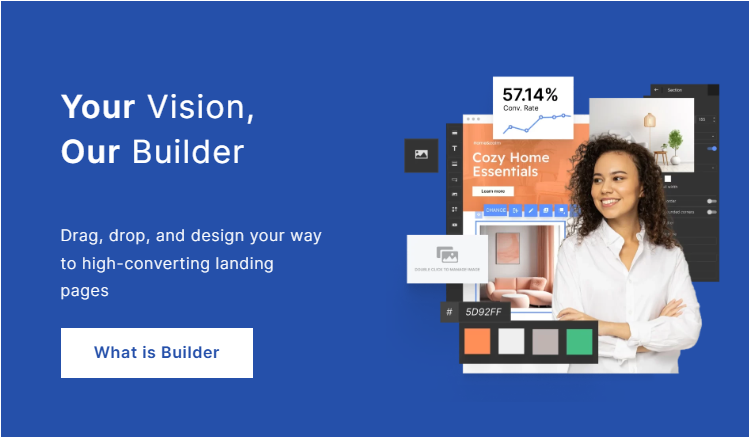 Your Vision,
Our Builder
Drag, drop, and design your way
to high-converting landing
pages
What is Builder
57.14%
Conv. Rate
Section
Cozy Home
Essentials
Learn more
CHANGE
DOUBLE CLICK TO MANAGE IMAGE
# 5D92FF